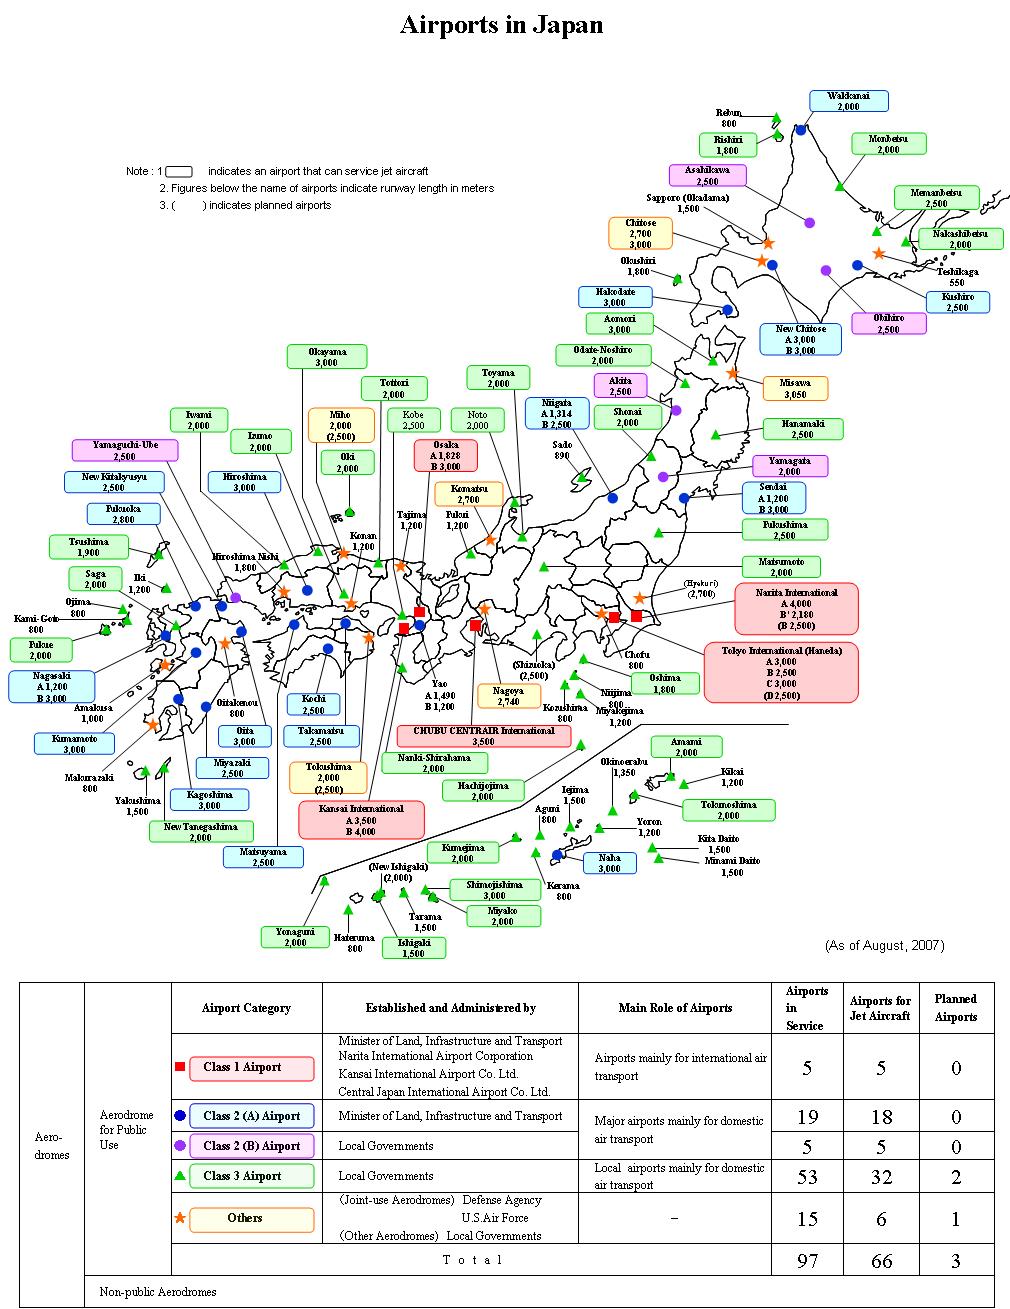 Airports in Japan
Note : 1 indicates an airport that can service jet aircraft
2. Figures below the name of airports indicate runway length in meters
3. ( ) indicates planned airports
Wakkanai
2,000
Rebun
800
Rishiri
1,800
Monbetsu
2,000
Asahikawa
2,500
Memanbetsu
2,500
Sapporo (Okadama)
1,500
Chitose
2,700
3,000
Nakashibetsu
2,000
Okushiri
1,800
Teshikaga
550
Hakodate
3,000
Kushiro
2,500
Aomori
3,000
New Chitose
A 3,000
B 3,000
Obihiro
2,500
Okayama
3,000
Odate-Noshiro
2,000
Toyama
2,000
Tottori
2,000
Akita
2,500
Misawa
3,050
Iwami
2,000
Miho
2,000
(2,500)
Kobe
2,500
Noto
2,000
Niigata
A 1,314
B 2,500
Shonai
2,000
Hanamaki
2,500
Izumo
2,000
Yamaguchi-Ube
2,500
Osaka
A 1,828
B 3,000
Sado
890
Oki
2,000
Yamagata
2,000
New Kitakyusyu
2,500
Hiroshima
3,000
Komatsu
2,700
Sendai
A 1,200
B 3,000
Fukuoka
2,800
Tajima
1,200
Fukui
1,200
Fukushima
2,500
Tsushima
1,900
Konan
1,200
Hiroshima Nishi
1,800
Matsumoto
2,000
Saga
2,000
Iki
1,200
(Hyakuri)
(2,700)
Narita International
A 4,000
B' 2,180
(B 2,500)
Ojima
800
Kami-Goto
800
Fukue
2,000
Tokyo International (Haneda)
A 3,000
B 2,500
C 3,000
(D 2,500)
Chofu
800
(Shizuoka)
(2,500)
Oshima
1,800
Nagasaki
A 1,200
B 3,000
Yao
A 1,490
B 1,200
Nagoya
2,740
Niijima
800
Kozushima
800
Miyakejima
1,200
Amakusa
1,000
Oitakenou
800
Kochi
2,500
Kumamoto
3,000
Oita
3,000
Takamatsu
2,500
CHUBU CENTRAIR International
3,500
Miyazaki
2,500
Nanki-Shirahama
2,000
Makurazaki
800
Tokushima
2,000
(2,500)
Hachijojima
2,000
Amami
2,000
Okinoerabu
1,350
Kikai
1,200
Yakushima
1,500
Kagoshima
3,000
Kansai International
A 3,500
B 4,000
Iejima
1,500
Tokunoshima
2,000
Aguni
800
New Tanegashima
2,000
Yoron
1,200
Kita Daito
1,500
Minami Daito
1,500
Matsuyama
2,500
Kumejima
2,000
Naha
3,000
(New Ishigaki)
(2,000)
Kerama
800
Shimojishima
3,000
Miyako
2,000
Tarama
1,500
Yonaguni
2,000
Hateruma
800
Ishigaki
1,500
(As of August, 2007)
Airport Category Established and Administered by Main Role of Airports Airports in Service Airports for Jet Aircraft Planned Airports
Aero-dromes
Aerodrome for Public Use
Class 1 Airport
Minister of Land, Infrastructure and Transport
Narita International Airport Corporation
Kansai International Airport Co. Ltd.
Central Japan International Airport Co. Ltd.
Airports mainly for international air transport
5 5 0
Class 2 (A) Airport Minister of Land, Infrastructure and Transport
Major airports mainly for domestic air transport
19 18 0
Class 2 (B) Airport Local Governments 5 5 0
Class 3 Airport Local Governments
Local airports mainly for domestic air transport
53 32 2
Others
(Joint-use Aerodromes) Defense Agency
U.S.Air Force
(Other Aerodromes) Local Governments
–
15 6 1
Total 97 66 3
Non-public Aerodromes